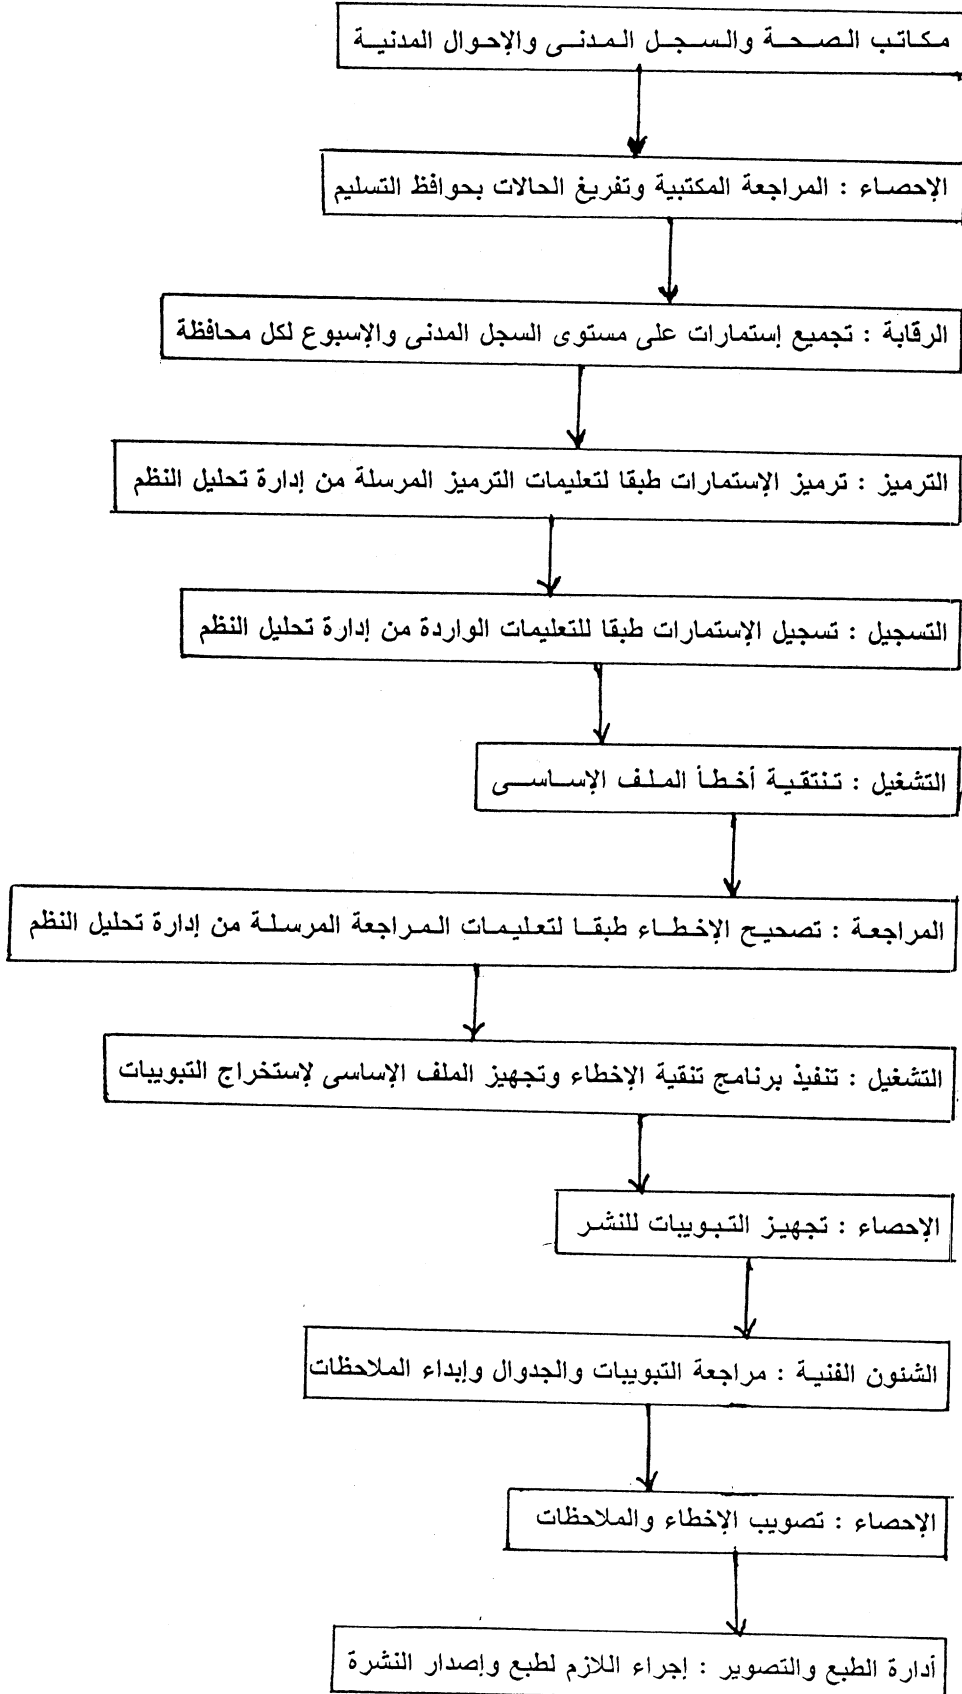 مكاتب الصحة والسجل المدنى والإحوال المدنية
الإحصاء : المراجعة المكتبية وتفريغ الحالات بحوافظ التسليم
الرقابة : تجميع إستمارات على مستوى السجل المدنى والإسبوع لكل محافظة
الترميز : ترميز الإستمارات طبقا لتعليمات الترميز المرسلة من إدارة تحليل النظم
التسجيل : تسجيل الإستمارات طبقا للتعليمات الواردة من إدارة تحليل النظم
التشغيل : تنتقية أخطأ الملف الإساسى
المراجعة : تصحيح الإخطاء طبقا لتعليمات المراجعة المرسلة من إدارة تحليل النظم
التشغيل : تنفيذ برنامج تنقية الإخطاء وتجهيز الملف الإساسى لإستخراج التبويبات
الإحصاء : تجهيز التبويبات للنشر
الشئون الفنية : مراجعة التبويبات والجدوال وإبداء الملاحظات
الإحصاء : تصويب الإخطاء والملاحظات
أدارة الطبع والتصوير : إجراء اللازم لطبع وإصدار النشرة